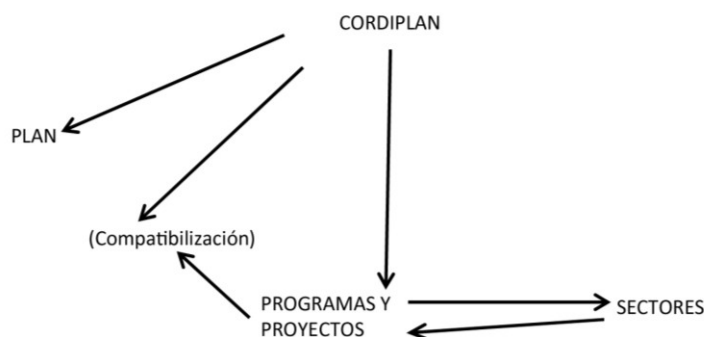 CORDIPLAN
PLAN
(Compatibilización)
PROGRAMAS Y
PROYECTOS
SECTORES